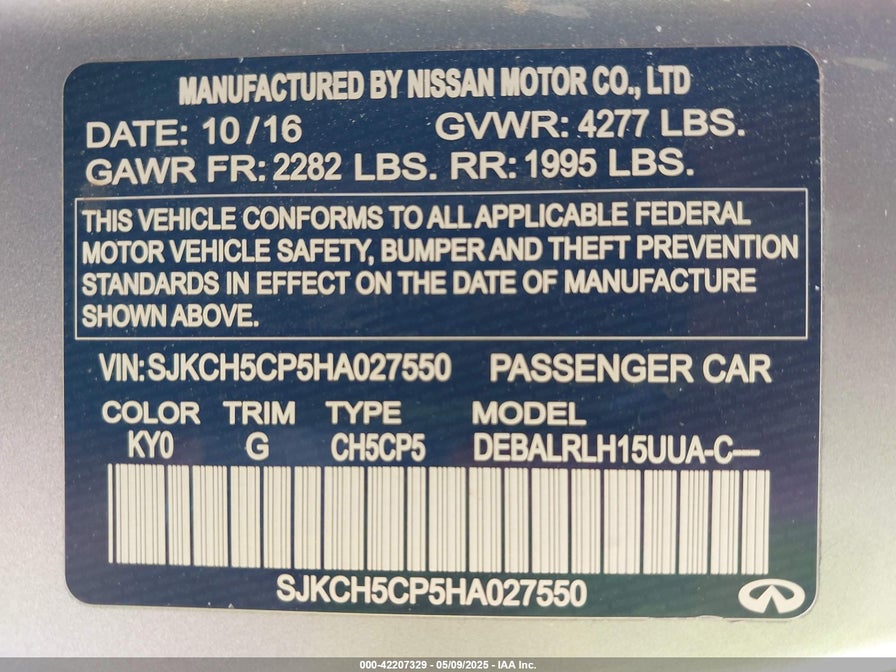 MANUFACTURED BY NISSAN MOTOR CO., LTD
DATE: 10/16 GVWR: 4277 LBS.
GAWR FR: 2282 LBS. RR: 1995 LBS.
THIS VEHICLE CONFORMS TO ALL APPLICABLE FEDERAL
MOTOR VEHICLE SAFETY, BUMPER AND THEFT PREVENTION
STANDARDS IN EFFECT ON THE DATE OF MANUFACTURE
SHOWN ABOVE.
VIN: SJKCH5CP5HA027550 PASSENGER CAR
COLOR TRIM TYPE MODEL
KY0 G CH5CP5 DEBALRLH15UUA-C—
SJKCH5CP5HA027550
000-42207329 | 05/09/2025 - IAA Inc.